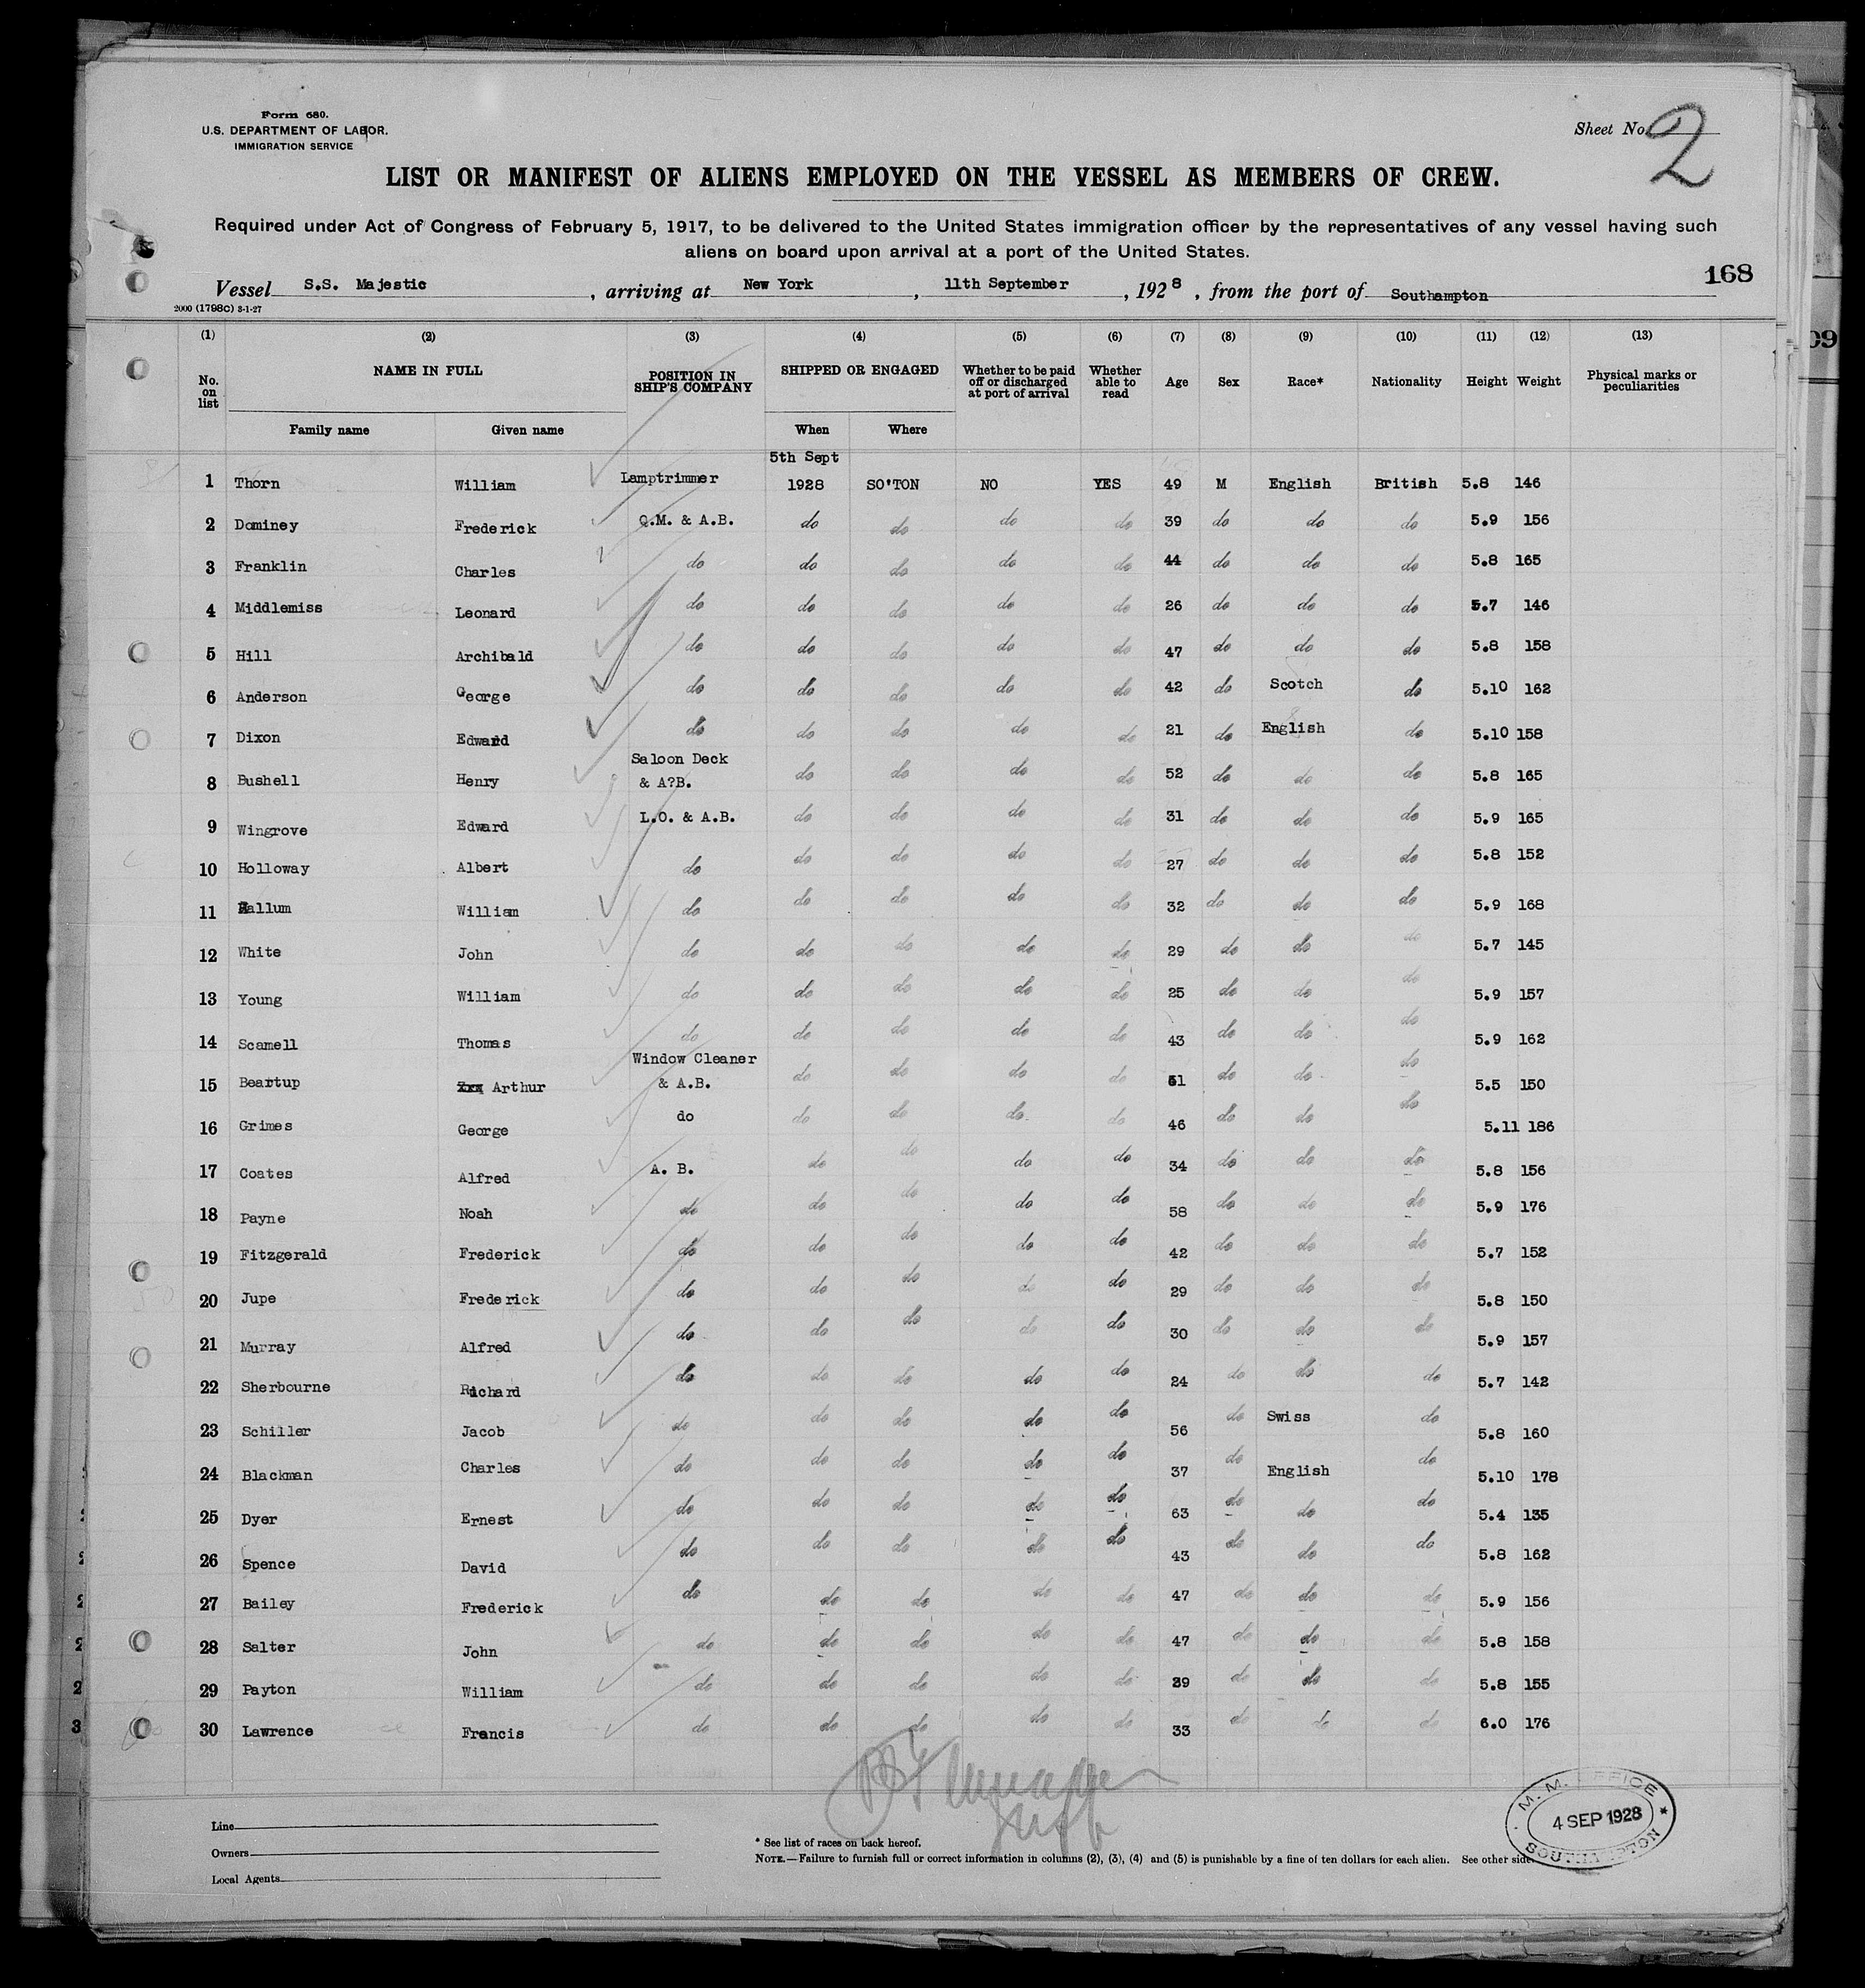 Form 680.
U.S. DEPARTMENT OF LABOR.
IMMIGRATION SERVICE
Sheet No. 2
LIST OR MANIFEST OF ALIENS EMPLOYED ON THE VESSEL AS MEMBERS OF CREW.
Required under Act of Congress of February 5, 1917, to be delivered to the United States immigration officer by the representatives of any vessel having such
aliens on board upon arrival at a port of the United States.
168
Vessel S.S. Majestic, arriving at New York, 11th September, 1928, from the port of Southampton
2000 (1798C) 3-1-27
(1) (2) (3) (4) (5) (6) (7) (8) (9) (10) (11) (12) (13)
No. on list NAME IN FULL POSITION IN SHIP'S COMPANY SHIPPED OR ENGAGED Whether to be paid off or discharged at port of arrival Whether able to read Age Sex Race* Nationality Height Weight Physical marks or peculiarities
Family name Given name When Where
5th Sept
1 Thorn William Lamptrimmer 1928 SO'TON NO YES 49 M English British 5.8 146
2 Dominey Frederick Q.M. & A.B. do do do do 39 do do do 5.9 156
3 Franklin Charles do do do do do 44 do do do 5.8 165
4 Middlemiss Leonard do do do do do 26 do do do 5.7 146
5 Hill Archibald do do do do do 47 do do do 5.8 158
6 Anderson George do do do do do 42 do Scotch do 5.10 162
7 Dixon Edward do do do do do 21 do English do 5.10 158
Saloon Deck
8 Bushell Henry & A?B. do do do do 52 do do do 5.8 165
9 Wingrove Edward L.O. & A.B. do do do do 31 do do do 5.9 165
10 Holloway Albert do do do do do 27 do do do 5.8 152
11 Hallum William do do do do do 32 do do do 5.9 168
12 White John do do do do do 29 do do do 5.7 145
13 Young William do do do do do 25 do do do 5.9 157
14 Scamell Thomas do do do do do 43 do do do 5.9 162
Window Cleaner
15 Beartup Arthur & A.B. do do do do 51 do do do 5.5 150
16 Grimes George do do do do do 46 do do do 5.11 186
17 Coates Alfred A. B. do do do do 34 do do do 5.8 156
18 Payne Noah do do do do do 58 do do do 5.9 176
19 Fitzgerald Frederick do do do do do 42 do do do 5.7 152
20 Jupe Frederick do do do do do 29 do do do 5.8 150
21 Murray Alfred do do do do do 30 do do do 5.9 157
22 Sherbourne Richard do do do do do 24 do do do 5.7 142
23 Schiller Jacob do do do do do 56 do Swiss do 5.8 160
24 Blackman Charles do do do do do 37 do English do 5.10 178
25 Dyer Ernest do do do do do 63 do do do 5.4 135
26 Spence David do do do do do 43 do do do 5.8 162
27 Bailey Frederick do do do do do 47 do do do 5.9 156
28 Salter John do do do do do 47 do do do 5.8 158
29 Payton William do do do do do 39 do do do 5.8 155
30 Lawrence Francis do do do do do 33 do do do 6.0 176
Line
Owners
Local Agents
* See list of races on back hereof.
NOTE.—Failure to furnish full or correct information in columns (2), (3), (4) and (5) is punishable by a fine of ten dollars for each alien. See other side.
M. M. OFFICE
4 SEP 1928
SOUTHAMPTON